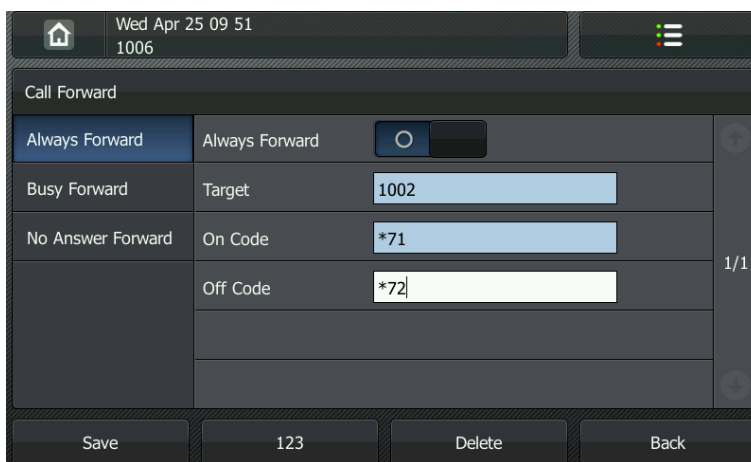 Wed Apr 25 09 51
1006
Call Forward
Always Forward
Always Forward
Busy Forward
Target
1002
No Answer Forward
On Code
*71
1/1
Off Code
*72
Save
123
Delete
Back